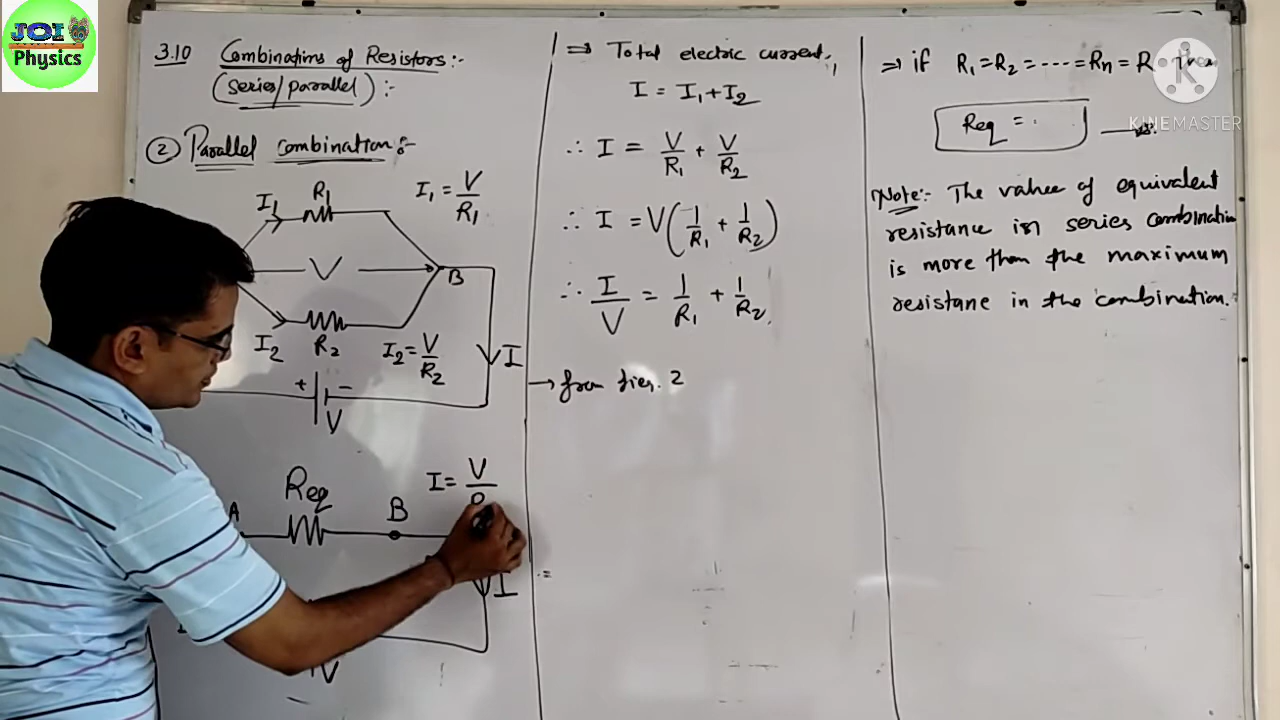 JOI
Physics
3.10 Combinations of Resistors:-
(series/parallel):-
② Parallel combination:-
I₁ R₁ I₁ = V/R₁
V B
I₂ R₂ I₂ = V/R₂ I
+ −
V
Req I = V/
A B
I
V
⇒ Total electric current,
I = I₁ + I₂
∴ I = V/R₁ + V/R₂
∴ I = V(1/R₁ + 1/R₂)
∴ I/V = 1/R₁ + 1/R₂
→ from 2
⇒ if R₁ = R₂ = ---- = Rn = R
Req =
KINEMASTER
Note:- The value of equivalent
resistance in series combination
is more than the maximum
resistane in the combination.